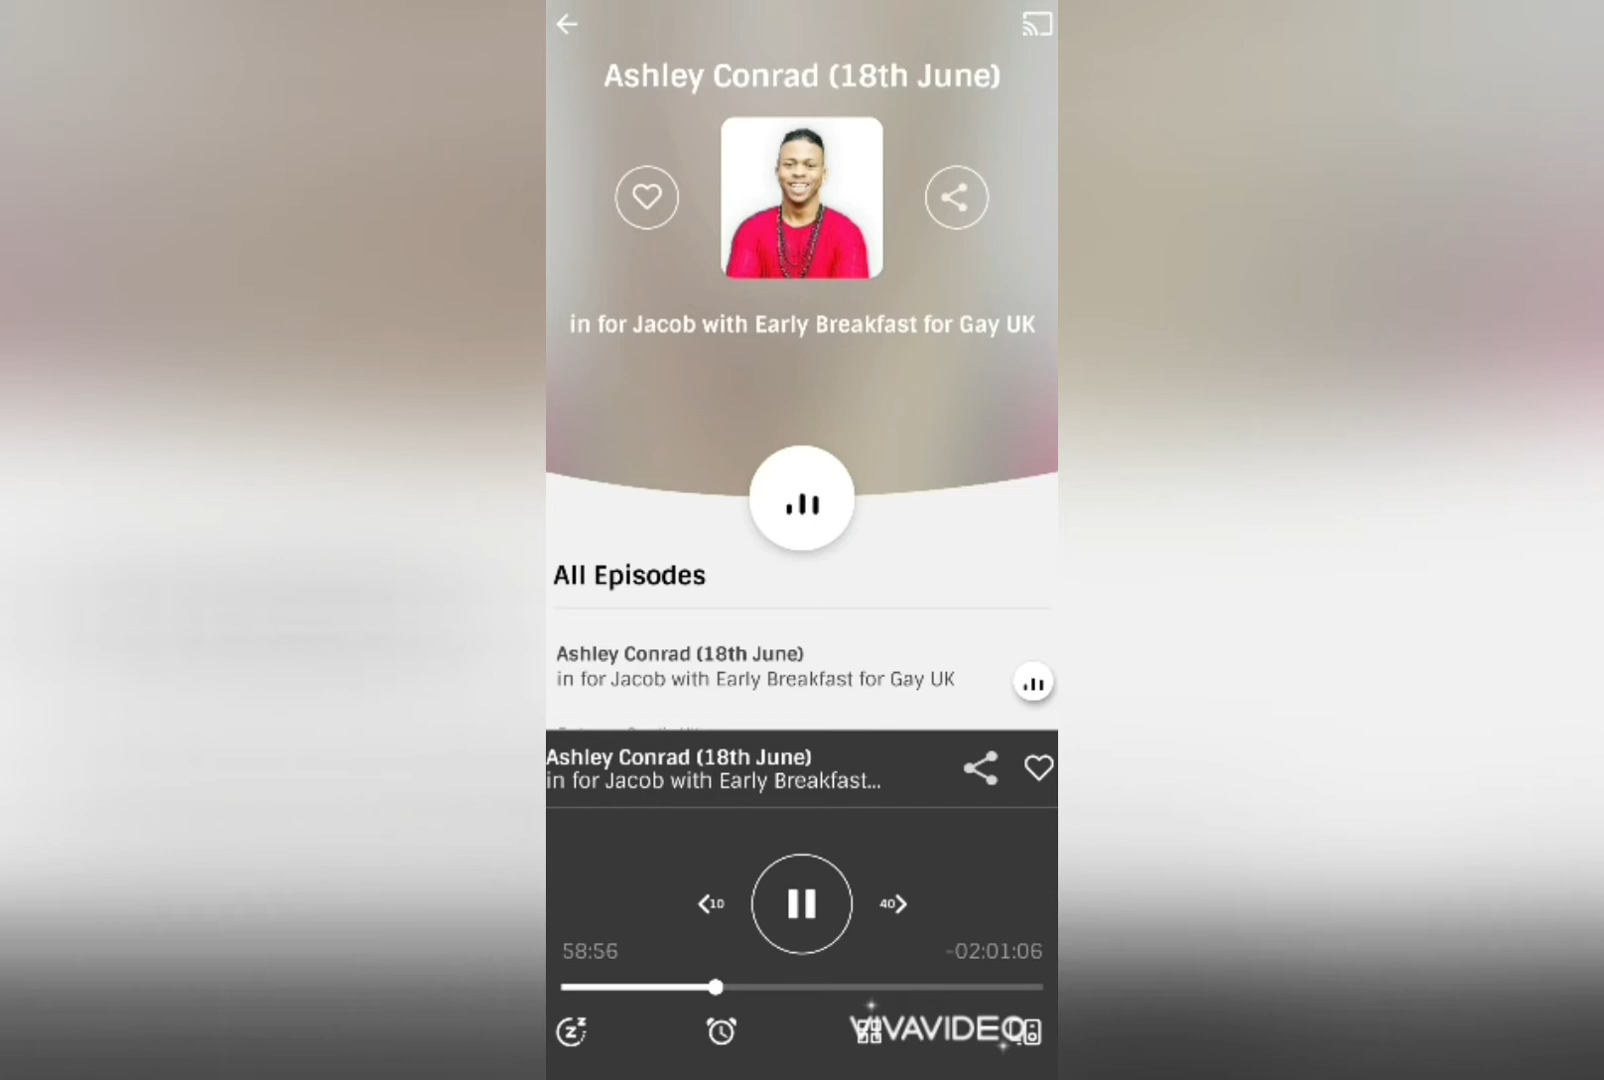 Ashley Conrad (18th June)
in for Jacob with Early Breakfast for Gay UK
All Episodes
Ashley Conrad (18th June)
in for Jacob with Early Breakfast for Gay UK
Ashley Conrad (18th June)
in for Jacob with Early Breakfast...
10
40
58:56
-02:01:06
z z
VIVAVIDEO